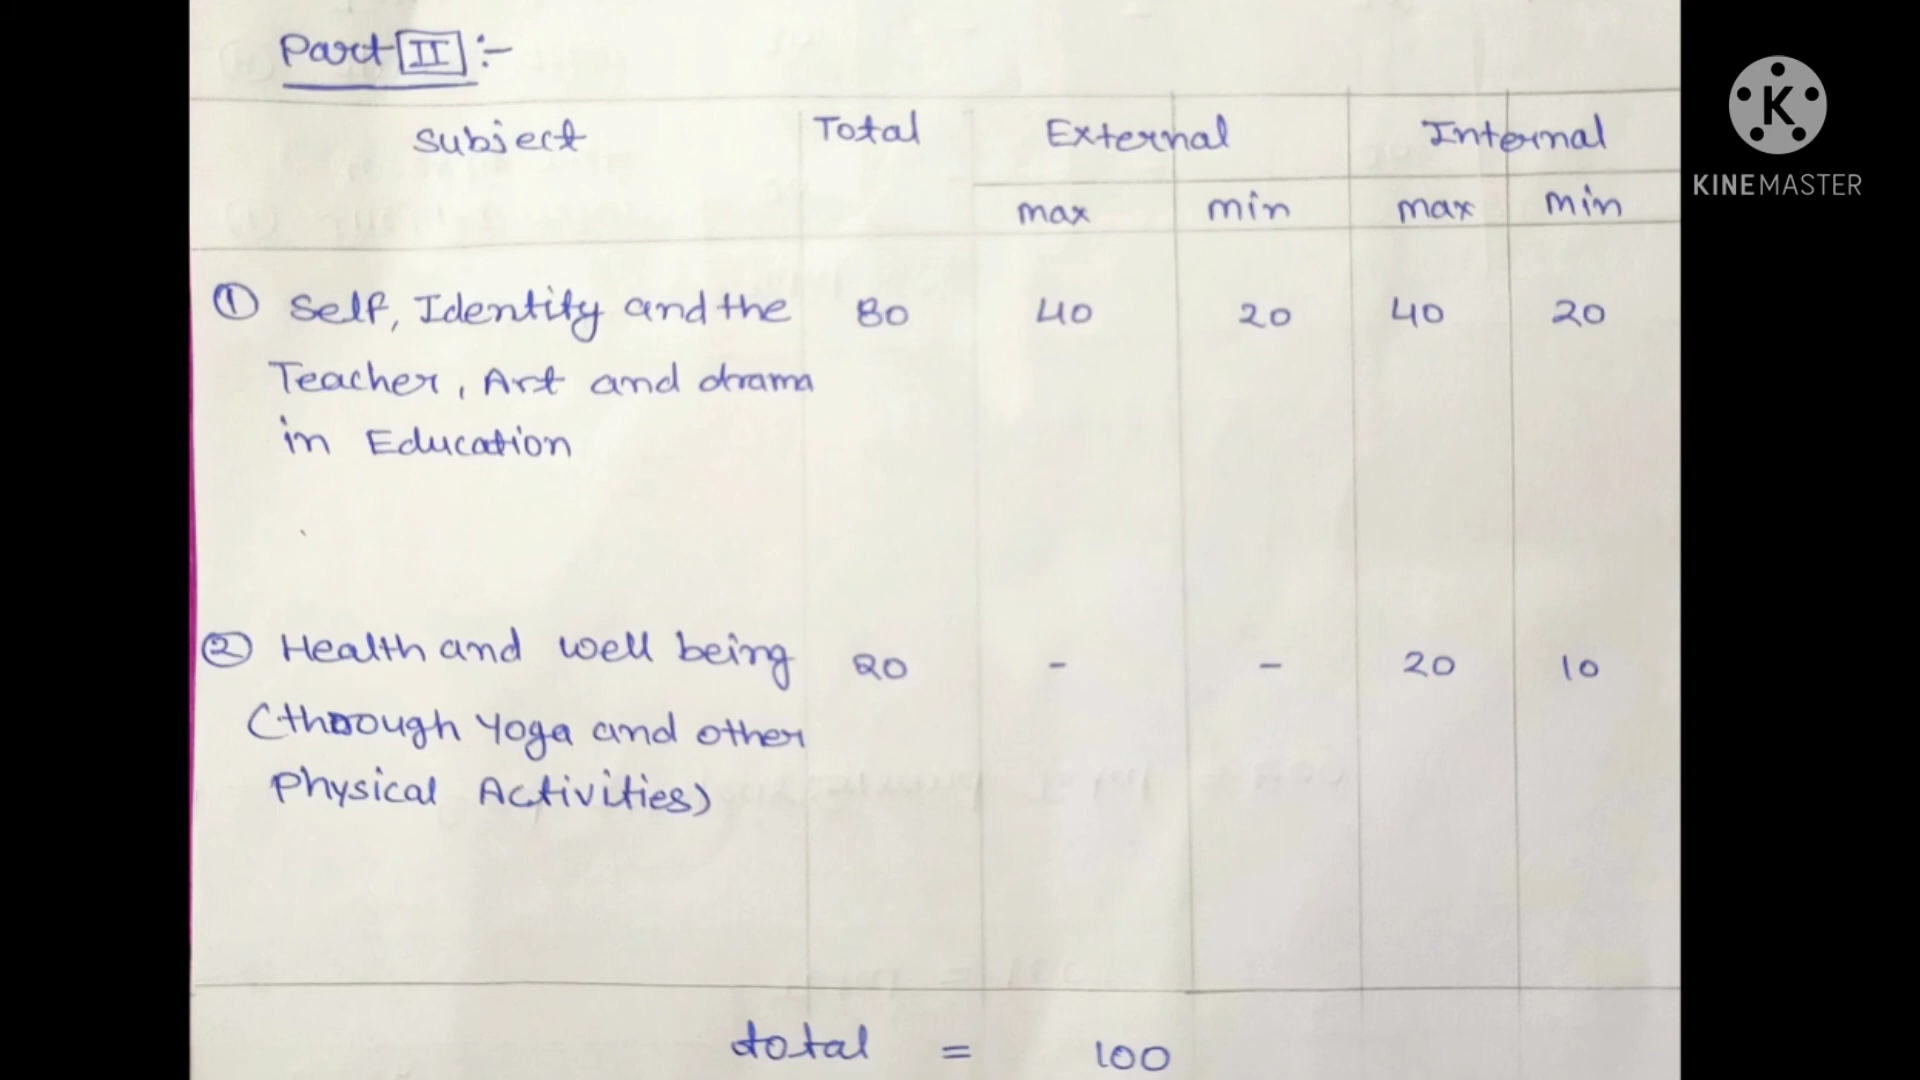 Part II :-
Subject Total External Internal
max min max min
① Self, Identity and the 80 40 20 40 20
Teacher, Art and drama
in Education
② Health and well being 20 - - 20 10
(through Yoga and other
Physical Activities)
total = 100
K
KINEMASTER